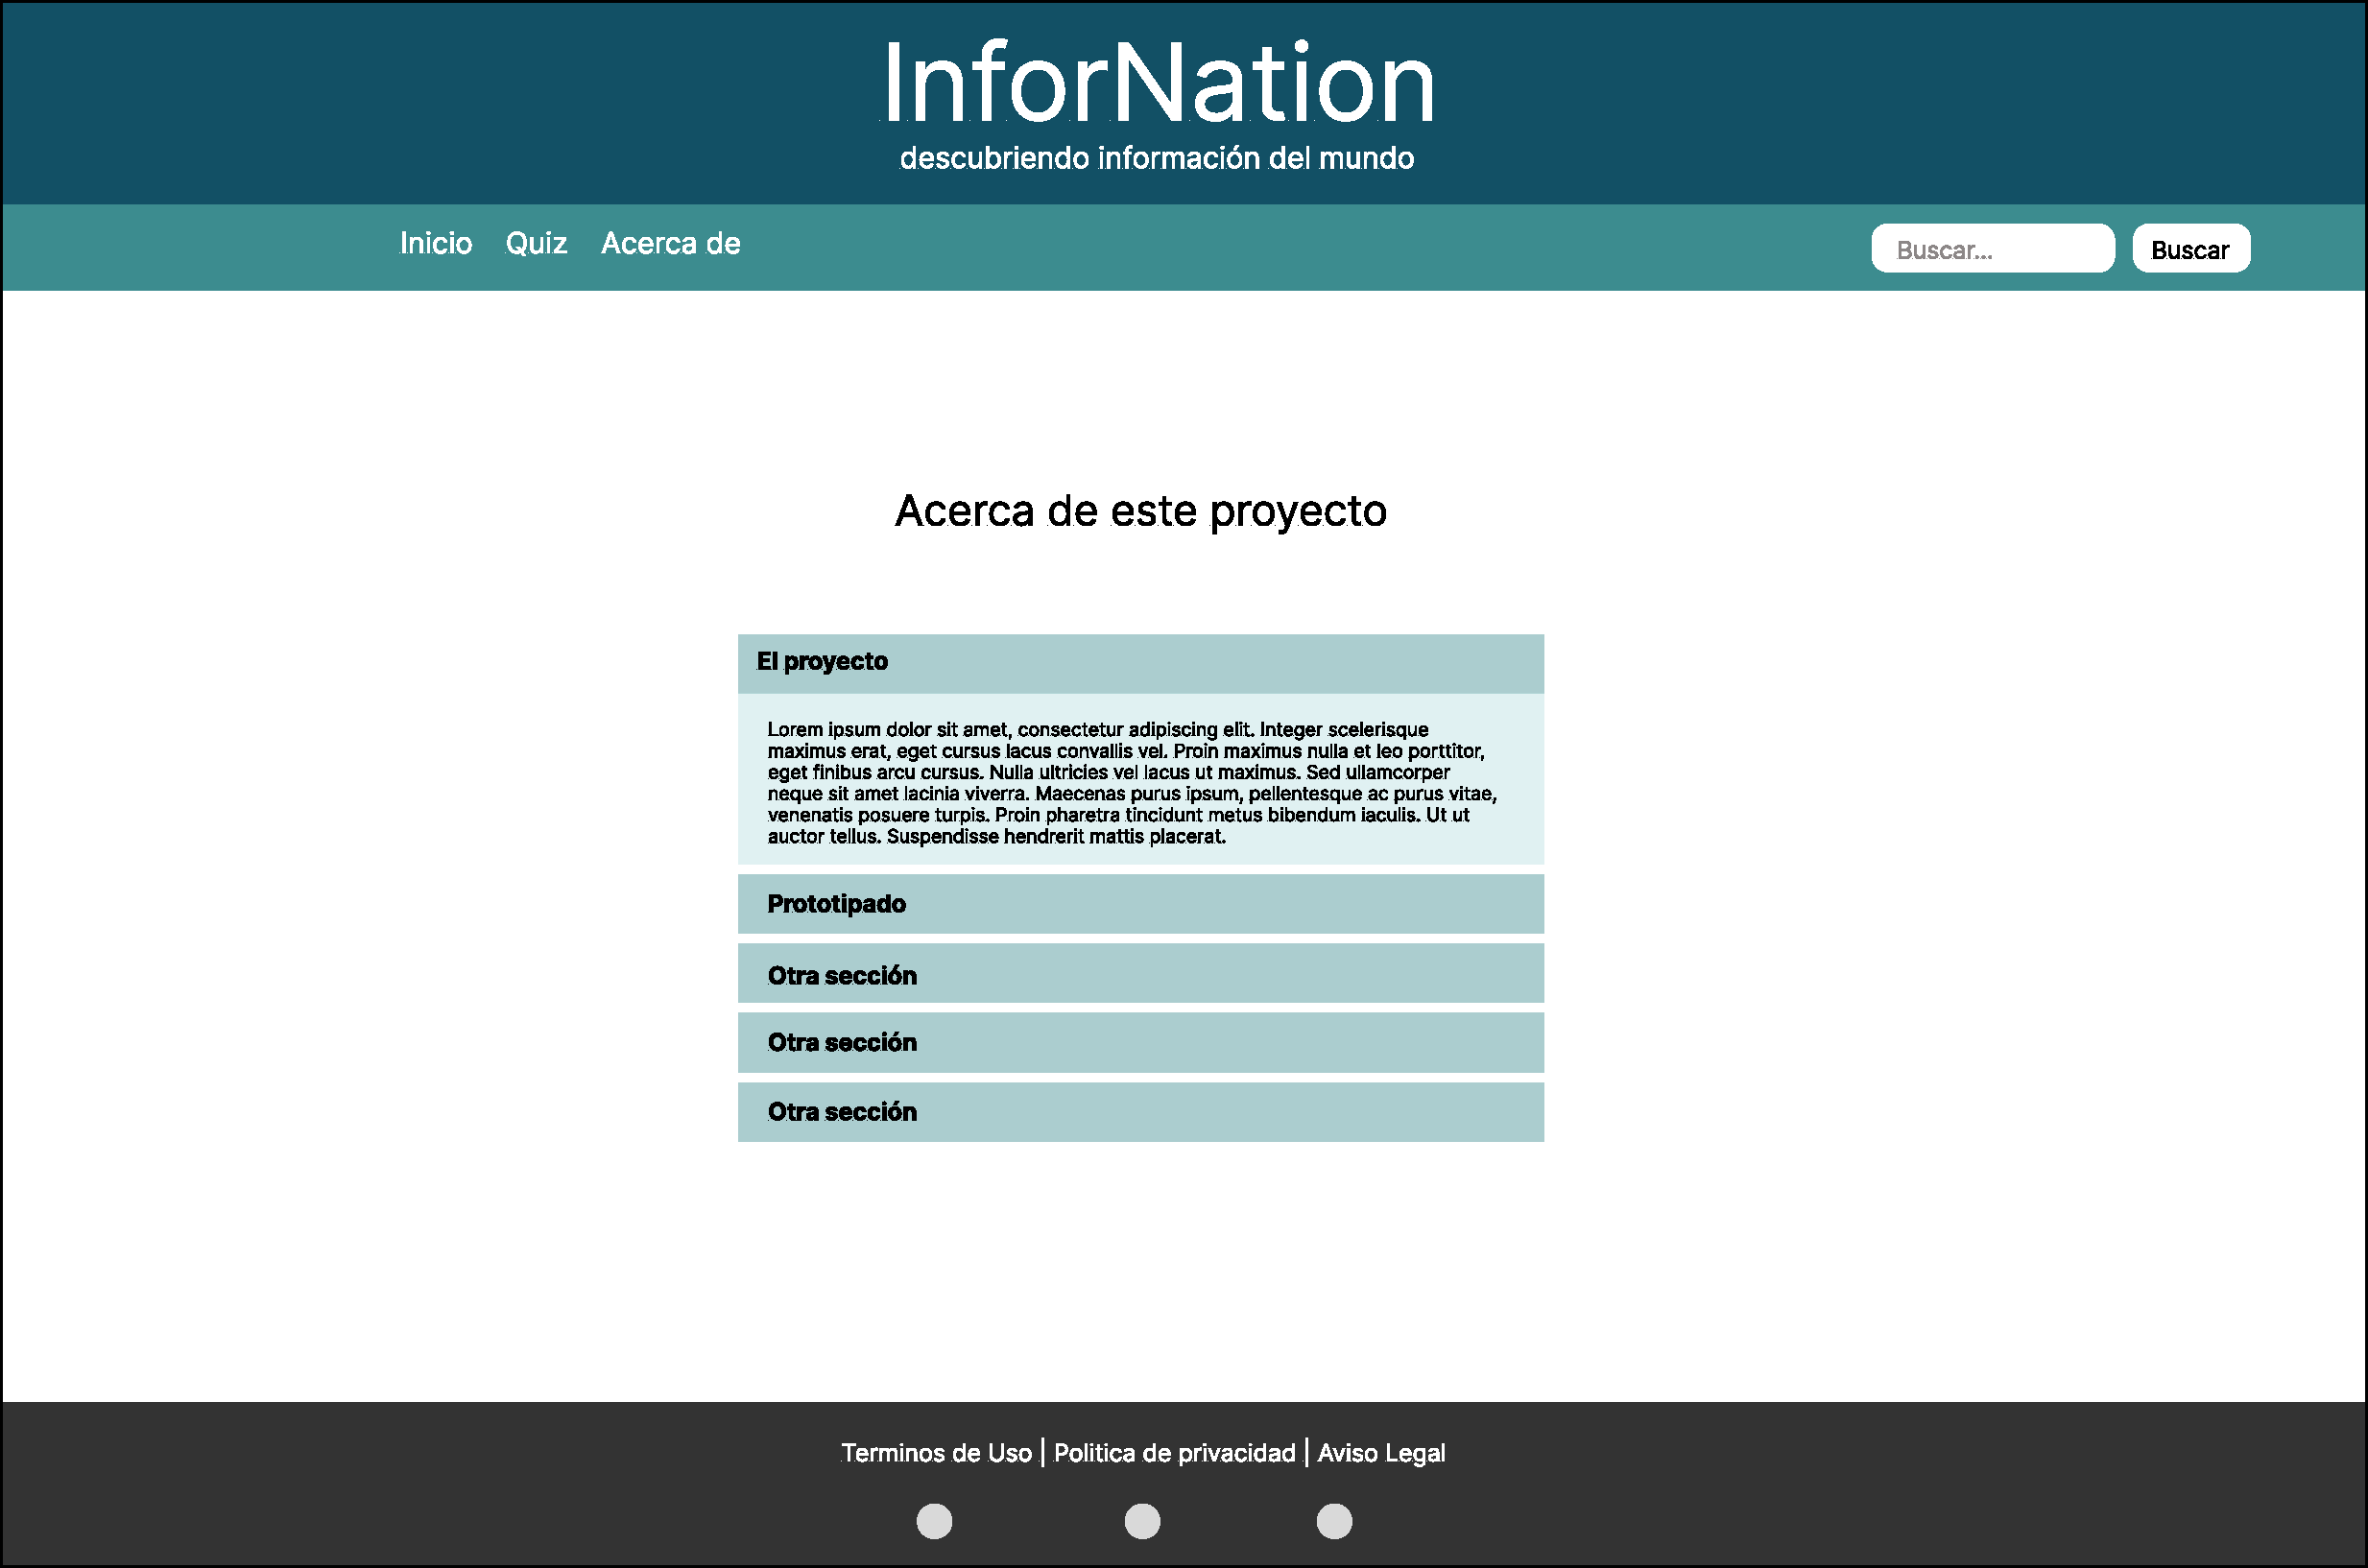 InforNation
descubriendo información del mundo
Inicio Quiz Acerca de Buscar... Buscar
Acerca de este proyecto
El proyecto
Lorem ipsum dolor sit amet, consectetur adipiscing elit. Integer scelerisque
maximus erat, eget cursus lacus convallis vel. Proin maximus nulla et leo porttitor,
eget finibus arcu cursus. Nulla ultricies vel lacus ut maximus. Sed ullamcorper
neque sit amet lacinia viverra. Maecenas purus ipsum, pellentesque ac purus vitae,
venenatis posuere turpis. Proin pharetra tincidunt metus bibendum iaculis. Ut ut
auctor tellus. Suspendisse hendrerit mattis placerat.
Prototipado
Otra sección
Otra sección
Otra sección
Terminos de Uso | Politica de privacidad | Aviso Legal